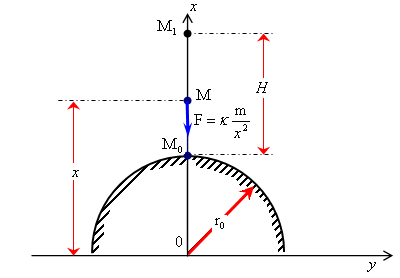 x
M₁
H
M
F = κ m/x²
M₀
x
r₀
0
y